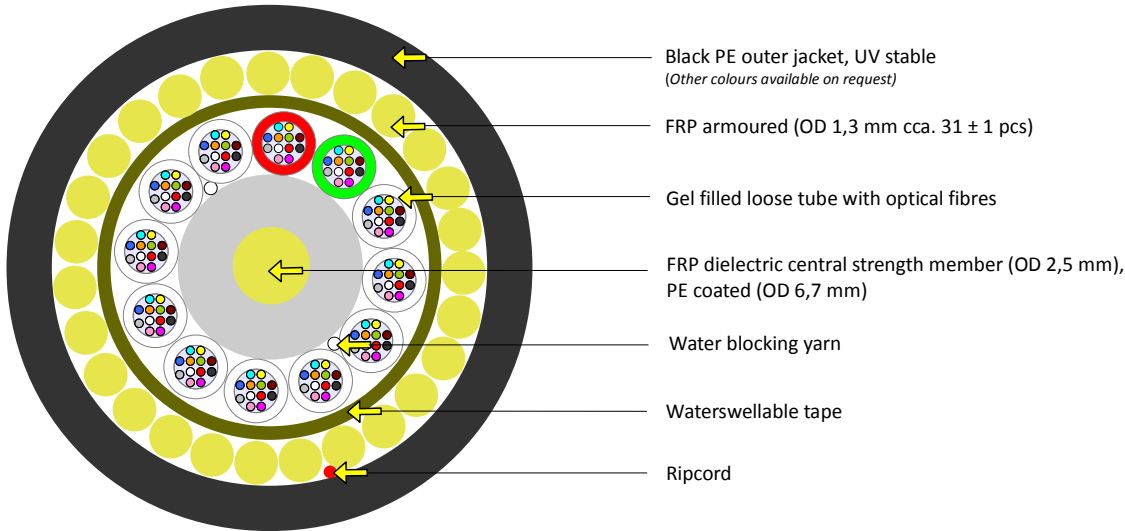 Black PE outer jacket, UV stable
(Other colours available on request)
FRP armoured (OD 1,3 mm cca. 31 ± 1 pcs)
Gel filled loose tube with optical fibres
FRP dielectric central strength member (OD 2,5 mm),
PE coated (OD 6,7 mm)
Water blocking yarn
Waterswellable tape
Ripcord